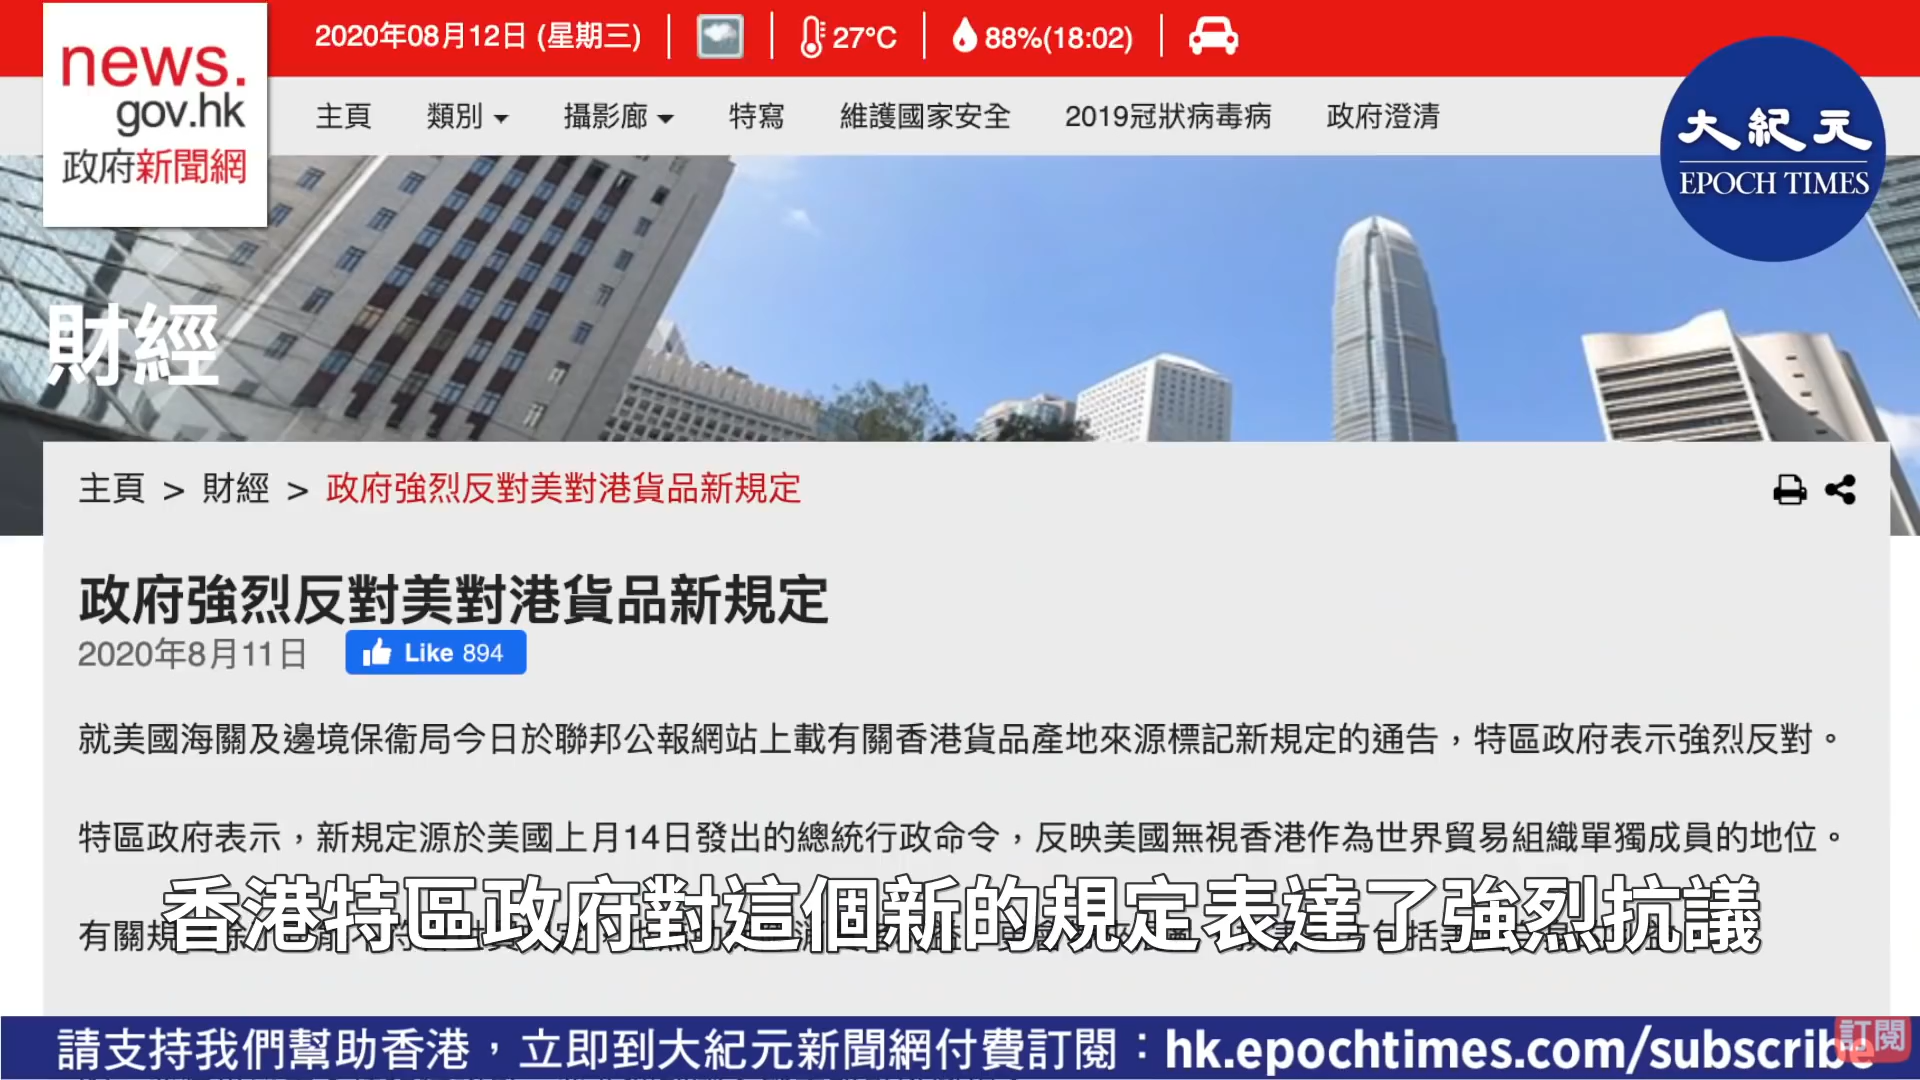 news.
gov.hk
政府新聞網
2020年08月12日 (星期三)
27°C
88%(18:02)
主頁 類別 攝影廊 特寫 維護國家安全 2019冠狀病毒病 政府澄清
大紀元
EPOCH TIMES
財經
主頁 > 財經 > 政府強烈反對美對港貨品新規定
政府強烈反對美對港貨品新規定
2020年8月11日 Like 894
就美國海關及邊境保衞局今日於聯邦公報網站上載有關香港貨品產地來源標記新規定的通告，特區政府表示強烈反對。
特區政府表示，新規定源於美國上月14日發出的總統行政命令，反映美國無視香港作為世界貿易組織單獨成員的地位。
有關規
香港特區政府對這個新的規定表達了強烈抗議
請支持我們幫助香港，立即到大紀元新聞網付費訂閱：hk.epochtimes.com/subscribe
訂閱